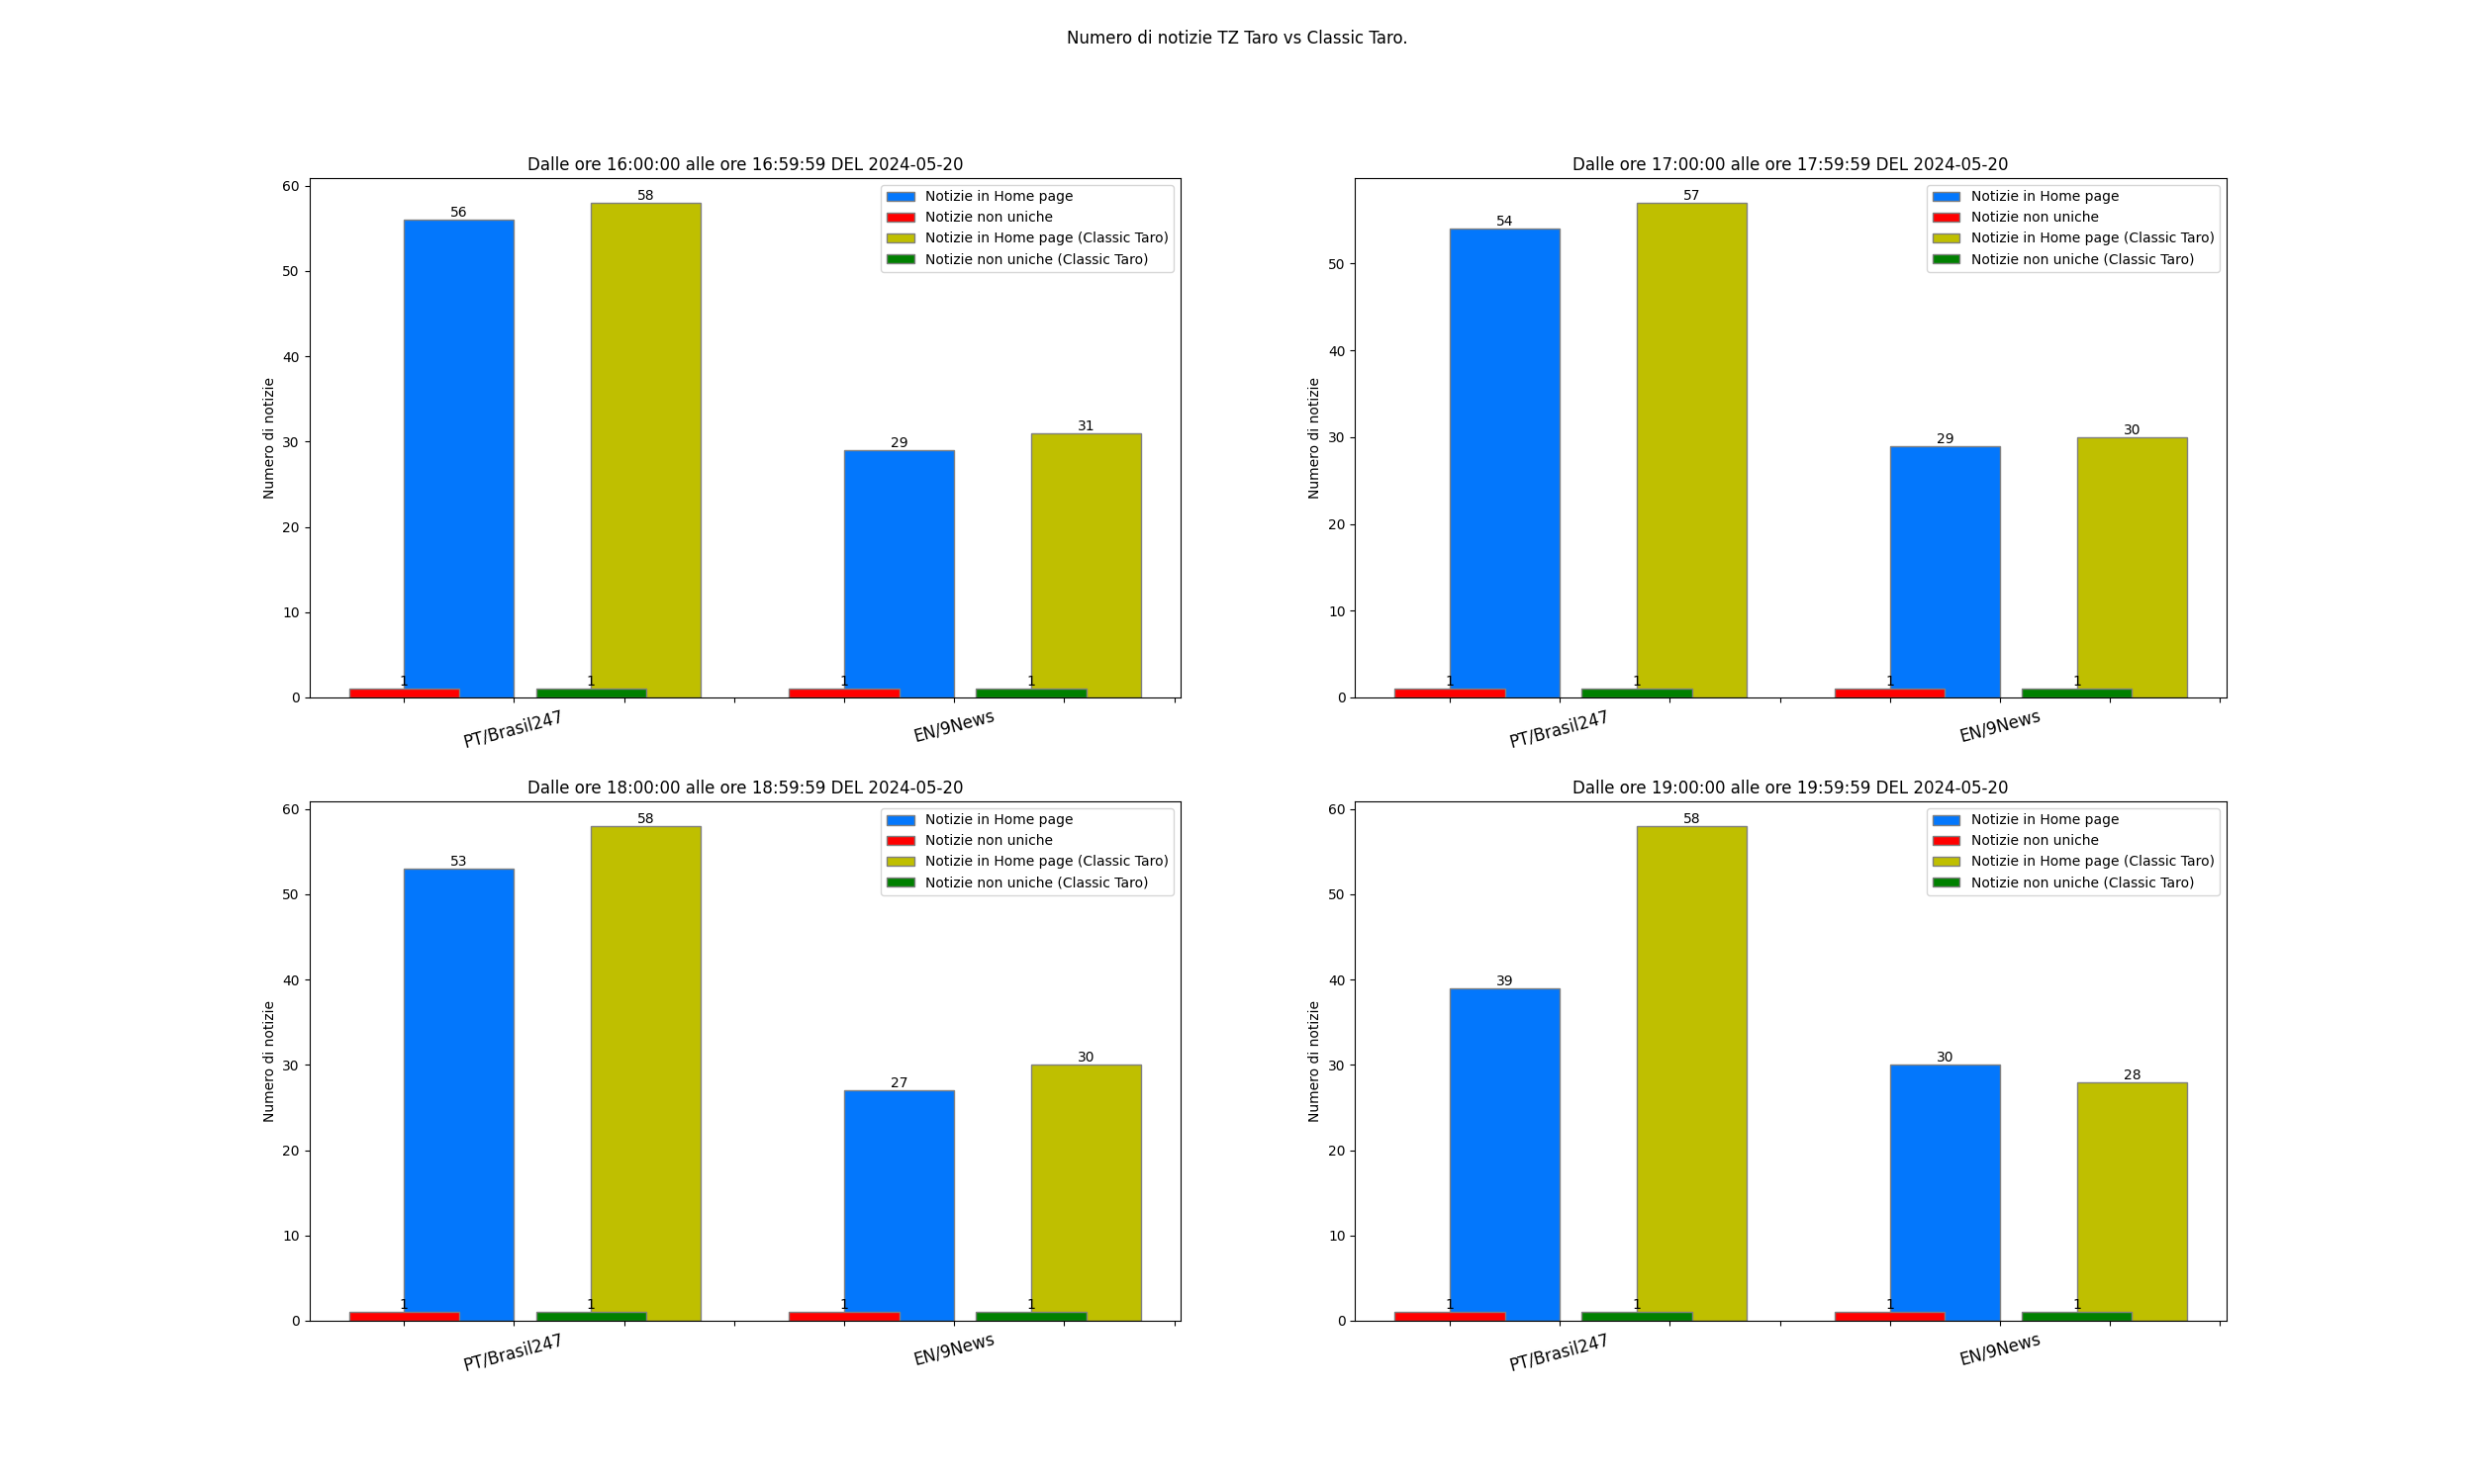 Numero di notizie TZ Taro vs Classic Taro.
Dalle ore 16:00:00 alle ore 16:59:59 DEL 2024-05-20
Numero di notizie
60
50
40
30
20
10
0
56
58
29
31
1
1
1
1
Notizie in Home page
Notizie non uniche
Notizie in Home page (Classic Taro)
Notizie non uniche (Classic Taro)
PT/Brasil247
EN/9News
Dalle ore 17:00:00 alle ore 17:59:59 DEL 2024-05-20
Numero di notizie
50
40
30
20
10
0
54
57
29
30
1
1
1
1
Notizie in Home page
Notizie non uniche
Notizie in Home page (Classic Taro)
Notizie non uniche (Classic Taro)
PT/Brasil247
EN/9News
Dalle ore 18:00:00 alle ore 18:59:59 DEL 2024-05-20
Numero di notizie
60
50
40
30
20
10
0
53
58
27
30
1
1
1
1
Notizie in Home page
Notizie non uniche
Notizie in Home page (Classic Taro)
Notizie non uniche (Classic Taro)
PT/Brasil247
EN/9News
Dalle ore 19:00:00 alle ore 19:59:59 DEL 2024-05-20
Numero di notizie
60
50
40
30
20
10
0
39
58
30
28
1
1
1
1
Notizie in Home page
Notizie non uniche
Notizie in Home page (Classic Taro)
Notizie non uniche (Classic Taro)
PT/Brasil247
EN/9News